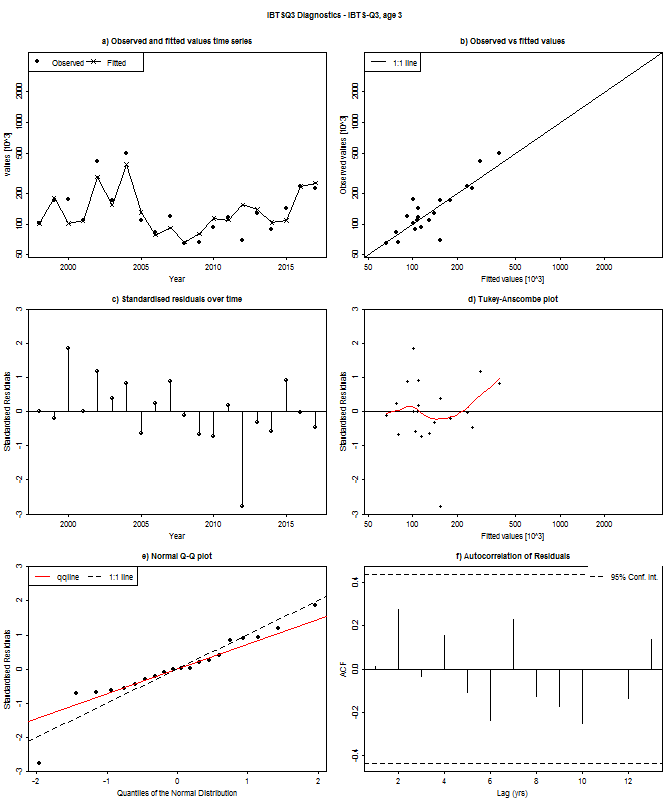 IBTSQ3 Diagnostics - IBTS-Q3, age 3
a) Observed and fitted values time series
Observed Fitted
values [10^3]
50 100 200 500 1000 2000
2000 2005 2010 2015
Year
b) Observed vs fitted values
1:1 line
Observed values [10^3]
50 100 200 500 1000 2000
50 100 200 500 2000
Fitted values [10^3]
c) Standardised residuals over time
Standardised Residuals
-3 -2 -1 0 1 2 3
2000 2005 2010 2015
Year
d) Tukey-Anscombe plot
Standardised Residuals
-3 -2 -1 0 1 2 3
50 100 200 500 2000
Fitted values [10^3]
e) Normal Q-Q plot
qqline 1:1 line
Standardised Residuals
-3 -2 -1 0 1 2 3
-2 -1 0 1 2
Quantiles of the Normal Distribution
f) Autocorrelation of Residuals
95% Conf. Int.
ACF
-0.4 -0.2 0.0 0.2 0.4
2 4 6 8 10 12
Lag (yrs)